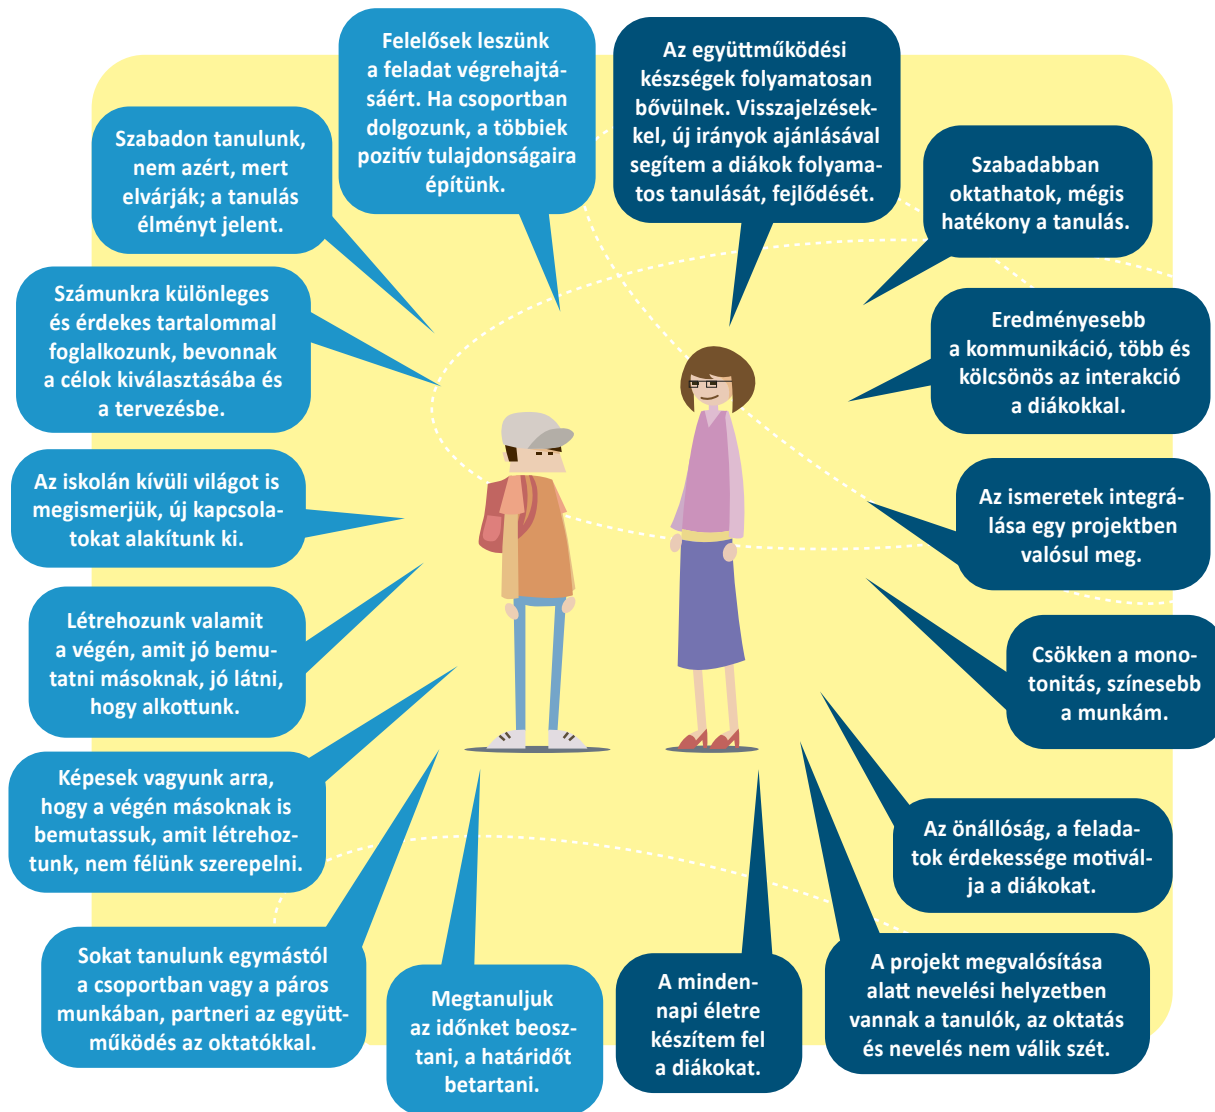 Felelősek leszünk
a feladat végrehajtá-
sáért. Ha csoportban
dolgozunk, a többiek
pozitív tulajdonságaira
építünk.
Az együttműködési
készségek folyamatosan
bővülnek. Visszajelzések-
kel, új irányok ajánlásával
segítem a diákok folyama-
tos tanulását, fejlődését.
Szabadon tanulunk,
nem azért, mert
elvárják; a tanulás
élményt jelent.
Szabadabban
oktathatok, mégis
hatékony a tanulás.
Számunkra különleges
és érdekes tartalommal
foglalkozunk, bevonnak
a célok kiválasztásába és
a tervezésbe.
Eredményesebb
a kommunikáció, több és
kölcsönös az interakció
a diákokkal.
Az iskolán kívüli világot is
megismerjük, új kapcsola-
tokat alakítunk ki.
Az ismeretek integrá-
lása egy projektben
valósul meg.
Létrehozunk valamit
a végén, amit jó bemu-
tatni másoknak, jó látni,
hogy alkottunk.
Csökken a mono-
tonitás, színesebb
a munkám.
Képesek vagyunk arra,
hogy a végén másoknak is
bemutassuk, amit létrehoz-
tunk, nem félünk szerepelni.
Az önállóság, a felada-
tok érdekessége motivál-
ja a diákokat.
Sokat tanulunk egymástól
a csoportban vagy a páros
munkában, partneri az együtt-
működés az oktatókkal.
Megtanuljuk
az időnket beosz-
tani, a határidőt
betartani.
A minden-
napi életre
készítem fel
a diákokat.
A projekt megvalósítása
alatt nevelési helyzetben
vannak a tanulók, az oktatás
és nevelés nem válik szét.